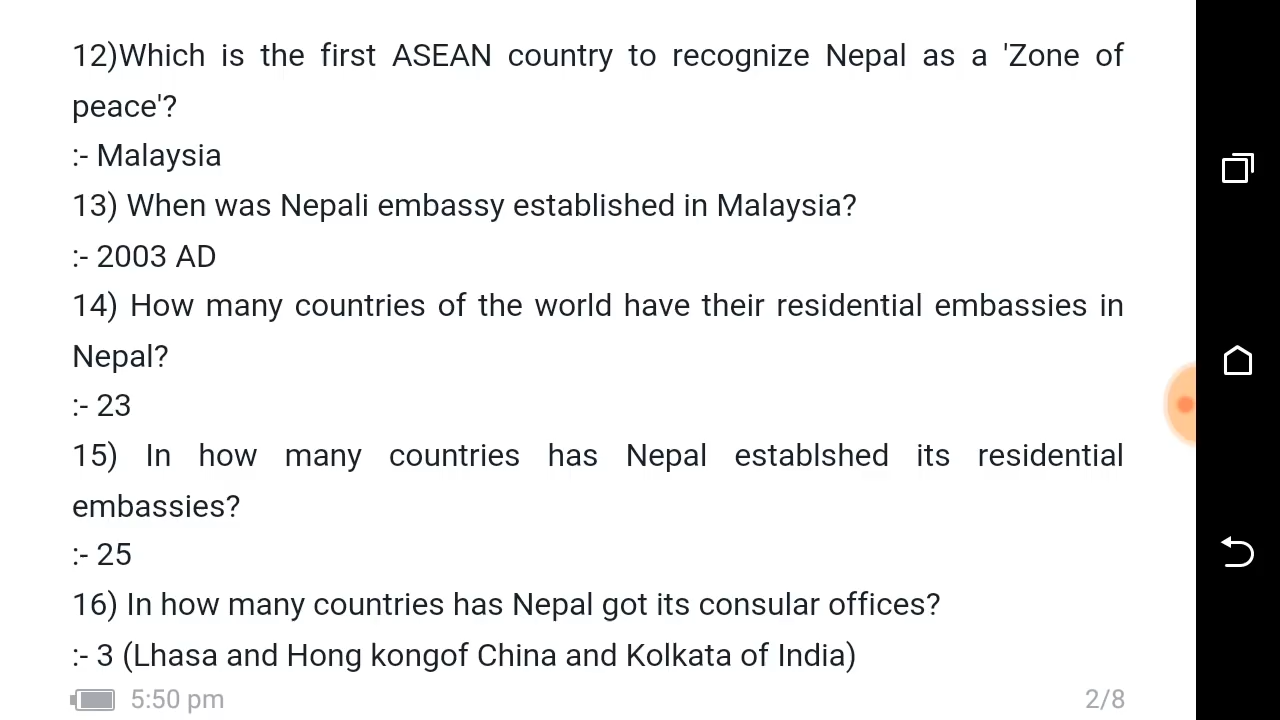 12)Which is the first ASEAN country to recognize Nepal as a 'Zone of
peace'?
:- Malaysia
13) When was Nepali embassy established in Malaysia?
:- 2003 AD
14) How many countries of the world have their residential embassies in
Nepal?
:- 23
15) In how many countries has Nepal establshed its residential
embassies?
:- 25
16) In how many countries has Nepal got its consular offices?
:- 3 (Lhasa and Hong kongof China and Kolkata of India)
5:50 pm 2/8